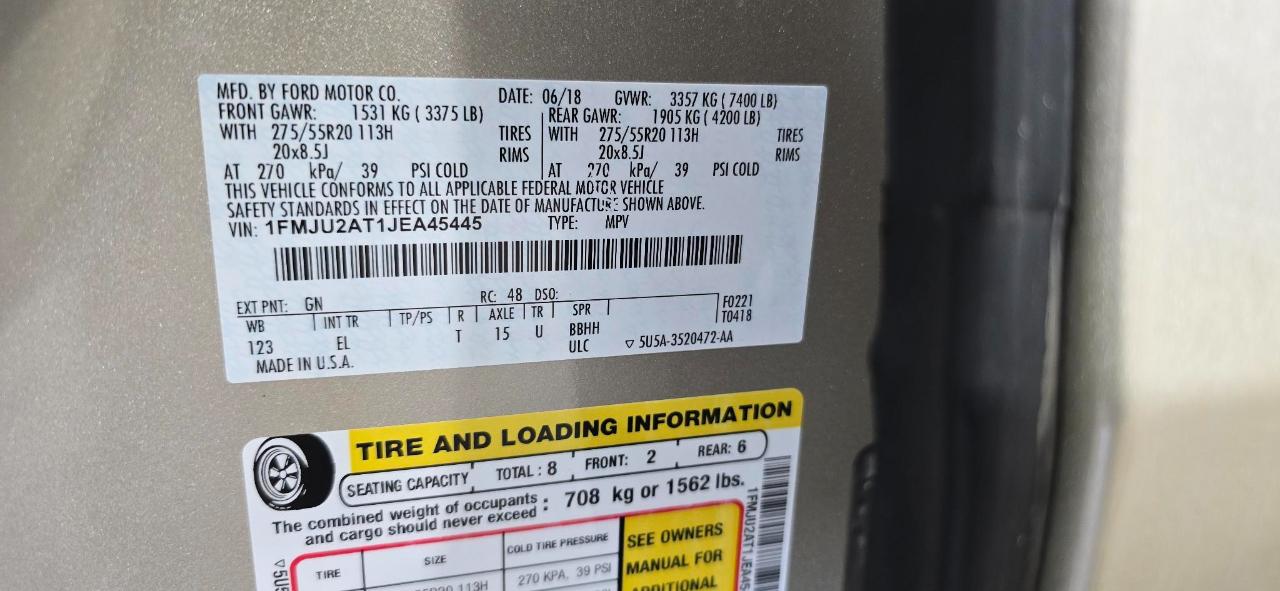 MFD. BY FORD MOTOR CO. DATE: 06/18 GVWR: 3357 KG ( 7400 LB)
FRONT GAWR: 1531 KG ( 3375 LB) REAR GAWR: 1905 KG ( 4200 LB)
WITH 275/55R20 113H TIRES WITH 275/55R20 113H TIRES
20x8.5J RIMS 20x8.5J RIMS
AT 270 kPa/ 39 PSI COLD AT 270 kPa/ 39 PSI COLD
THIS VEHICLE CONFORMS TO ALL APPLICABLE FEDERAL MOTOR VEHICLE
SAFETY STANDARDS IN EFFECT ON THE DATE OF MANUFACTURE SHOWN ABOVE.
VIN: 1FMJU2AT1JEA45445 TYPE: MPV
EXT PNT: GN RC: 48 DSO: F0221
WB INT TR TP/PS R AXLE TR SPR T0418
123 EL T 15 U BBHH
ULC ▽ 5U5A-3520472-AA
MADE IN U.S.A.
TIRE AND LOADING INFORMATION
SEATING CAPACITY TOTAL : 8 FRONT: 2 REAR: 6
The combined weight of occupants and cargo should never exceed : 708 kg or 1562 lbs.
TIRE SIZE COLD TIRE PRESSURE SEE OWNERS
113H 270 KPA, 39 PSI MANUAL FOR
ADDITIONAL
1FMJU2AT1JEA45
▽5U5